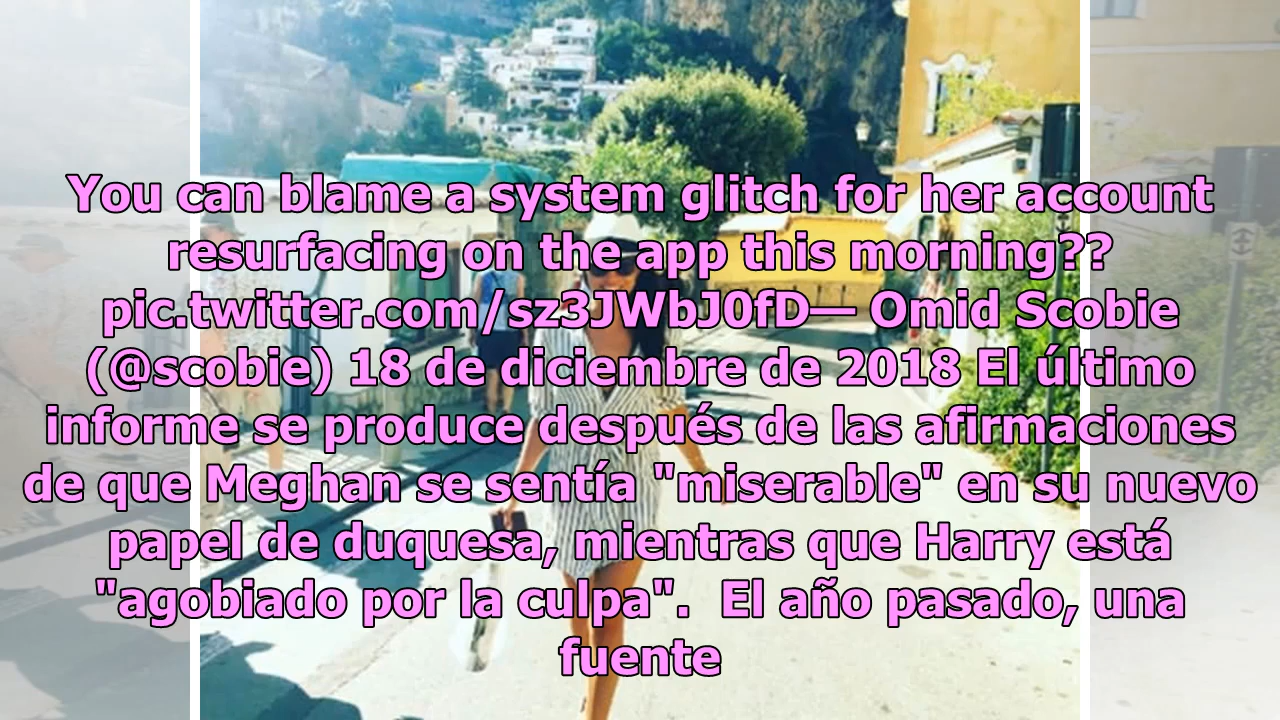 You can blame a system glitch for her account
resurfacing on the app this morning??
pic.twitter.com/sz3JWbJ0fD— Omid Scobie
(@scobie) 18 de diciembre de 2018 El último
informe se produce después de las afirmaciones
de que Meghan se sentía "miserable" en su nuevo
papel de duquesa, mientras que Harry está
"agobiado por la culpa".  El año pasado, una
fuente